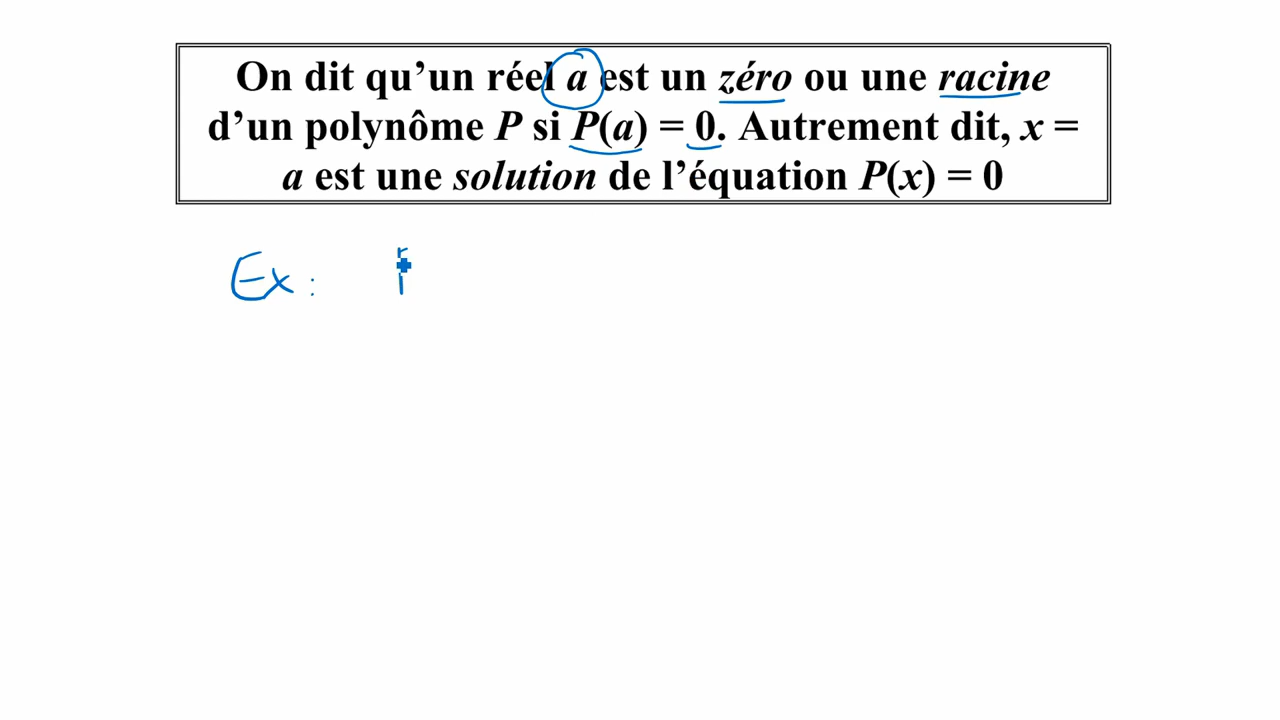 On dit qu’un réel a est un zéro ou une racine
d’un polynôme P si P(a) = 0. Autrement dit, x =
a est une solution de l’équation P(x) = 0
Ex :